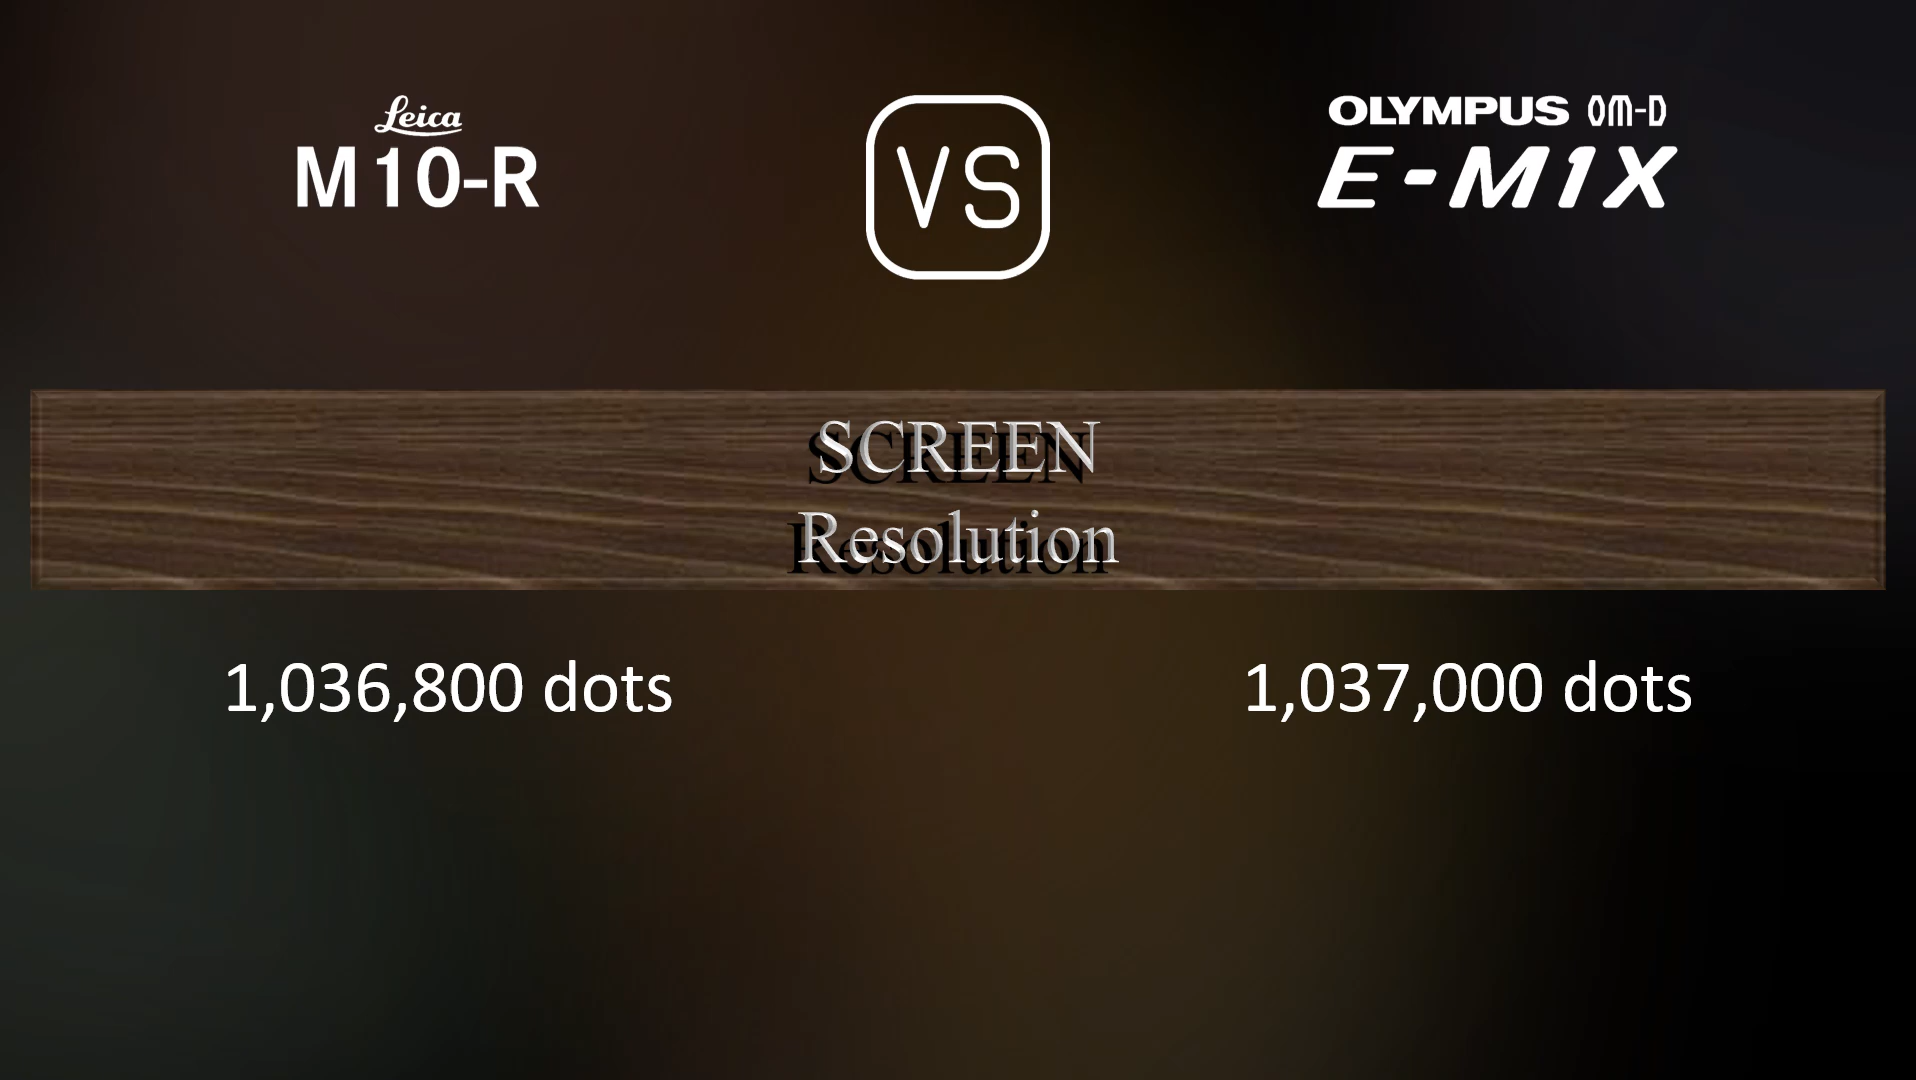 Leica
M10-R
VS
OLYMPUS OM-D
E-M1X
SCREEN
Resolution
1,036,800 dots
1,037,000 dots